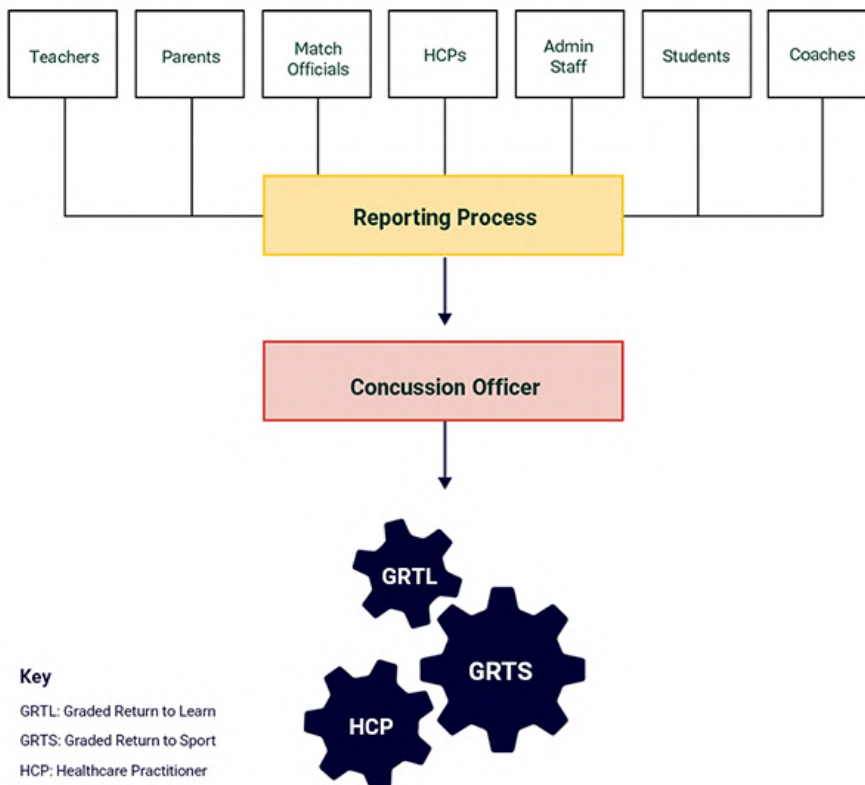 Teachers
Parents
Match
Officials
HCPs
Admin
Staff
Students
Coaches
Reporting Process
Concussion Officer
GRTL
GRTS
HCP
Key
GRTL: Graded Return to Learn
GRTS: Graded Return to Sport
HCP: Healthcare Practitioner